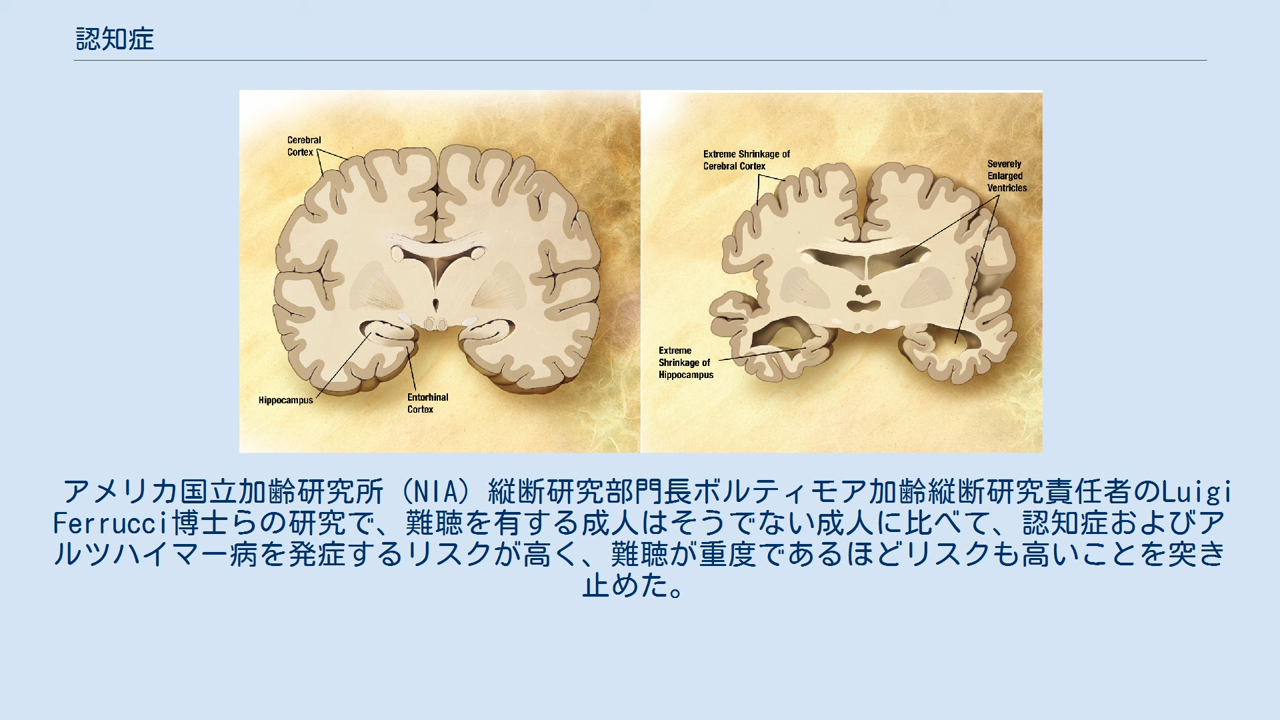 認知症
Cerebral
Cortex
Hippocampus
Entorhinal
Cortex
Extreme Shrinkage of
Cerebral Cortex
Severely
Enlarged
Ventricles
Extreme
Shrinkage of
Hippocampus
アメリカ国立加齢研究所（NIA）縦断研究部門長ボルティモア加齢縦断研究責任者のLuigi
Ferrucci博士らの研究で、難聴を有する成人はそうでない成人に比べて、認知症およびア
ルツハイマー病を発症するリスクが高く、難聴が重度であるほどリスクも高いことを突き
止めた。